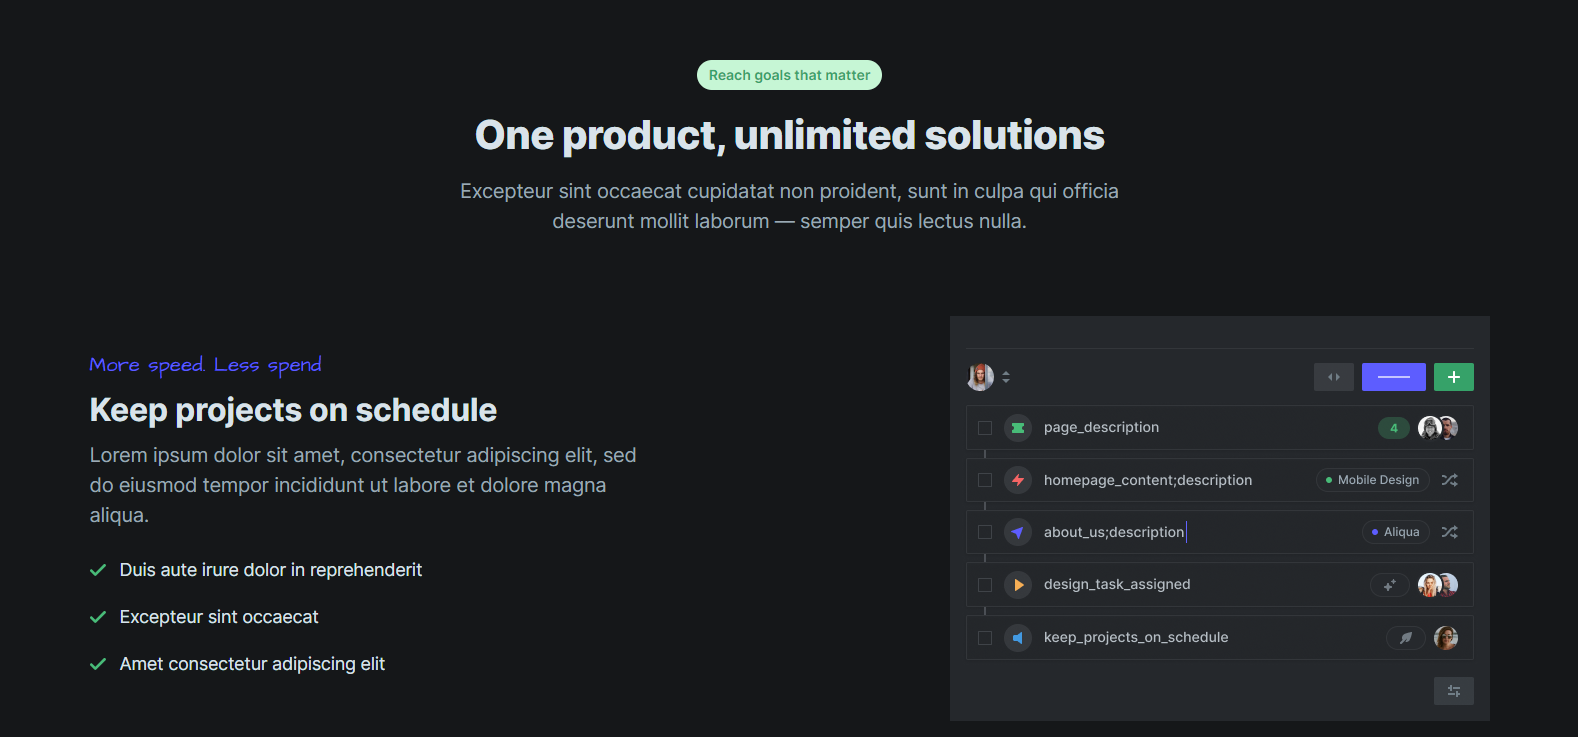 Reach goals that matter
One product, unlimited solutions
Excepteur sint occaecat cupidatat non proident, sunt in culpa qui officia
deserunt mollit laborum — semper quis lectus nulla.
More speed. Less spend
Keep projects on schedule
Lorem ipsum dolor sit amet, consectetur adipiscing elit, sed
do eiusmod tempor incididunt ut labore et dolore magna
aliqua.
Duis aute irure dolor in reprehenderit
Excepteur sint occaecat
Amet consectetur adipiscing elit
page_description 4
homepage_content;description Mobile Design
about_us;description Aliqua
design_task_assigned
keep_projects_on_schedule